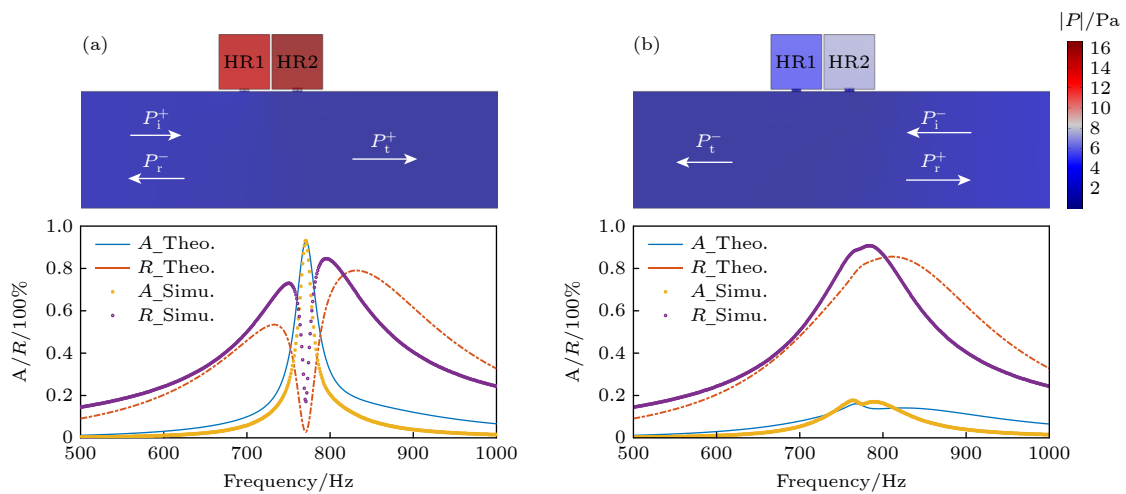 (a)
HR1 HR2
P_i^+
P_r^-
P_t^+
(b)
HR1 HR2
P_t^-
P_i^-
P_r^+
|P|/Pa
16
14
12
10
8
6
4
2
A/R/100%
1.0
0.8
0.6
0.4
0.2
0
A_Theo.
R_Theo.
A_Simu.
R_Simu.
500 600 700 800 900 1000
Frequency/Hz
A/R/100%
1.0
0.8
0.6
0.4
0.2
0
A_Theo.
R_Theo.
A_Simu.
R_Simu.
500 600 700 800 900 1000
Frequency/Hz